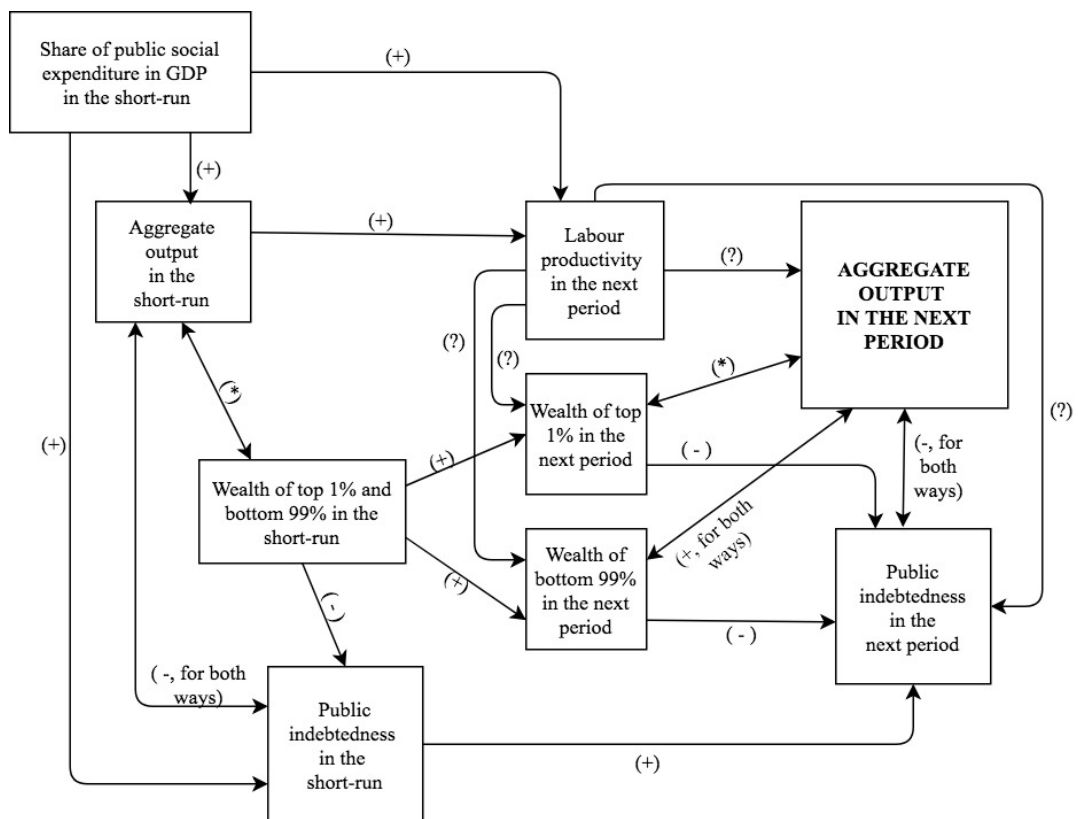 Share of public social
expenditure in GDP
in the short-run
(+)
(+)
Aggregate
output
in the
short-run
(+)
Labour
productivity
in the next
period
(?)
AGGREGATE
OUTPUT
IN THE NEXT
PERIOD
(?)
(?)
(*)
(*)
(?)
(+)
Wealth of top
1% in the
next period
(+)
(-)
(-, for
both
ways)
Wealth of top 1% and
bottom 99% in the
short-run
(+)
(+, for both
ways)
Wealth of
bottom 99%
in the next
period
(-)
Public
indebtedness
in the
next period
(-)
(-, for both
ways)
Public
indebtedness
in the
short-run
(+)